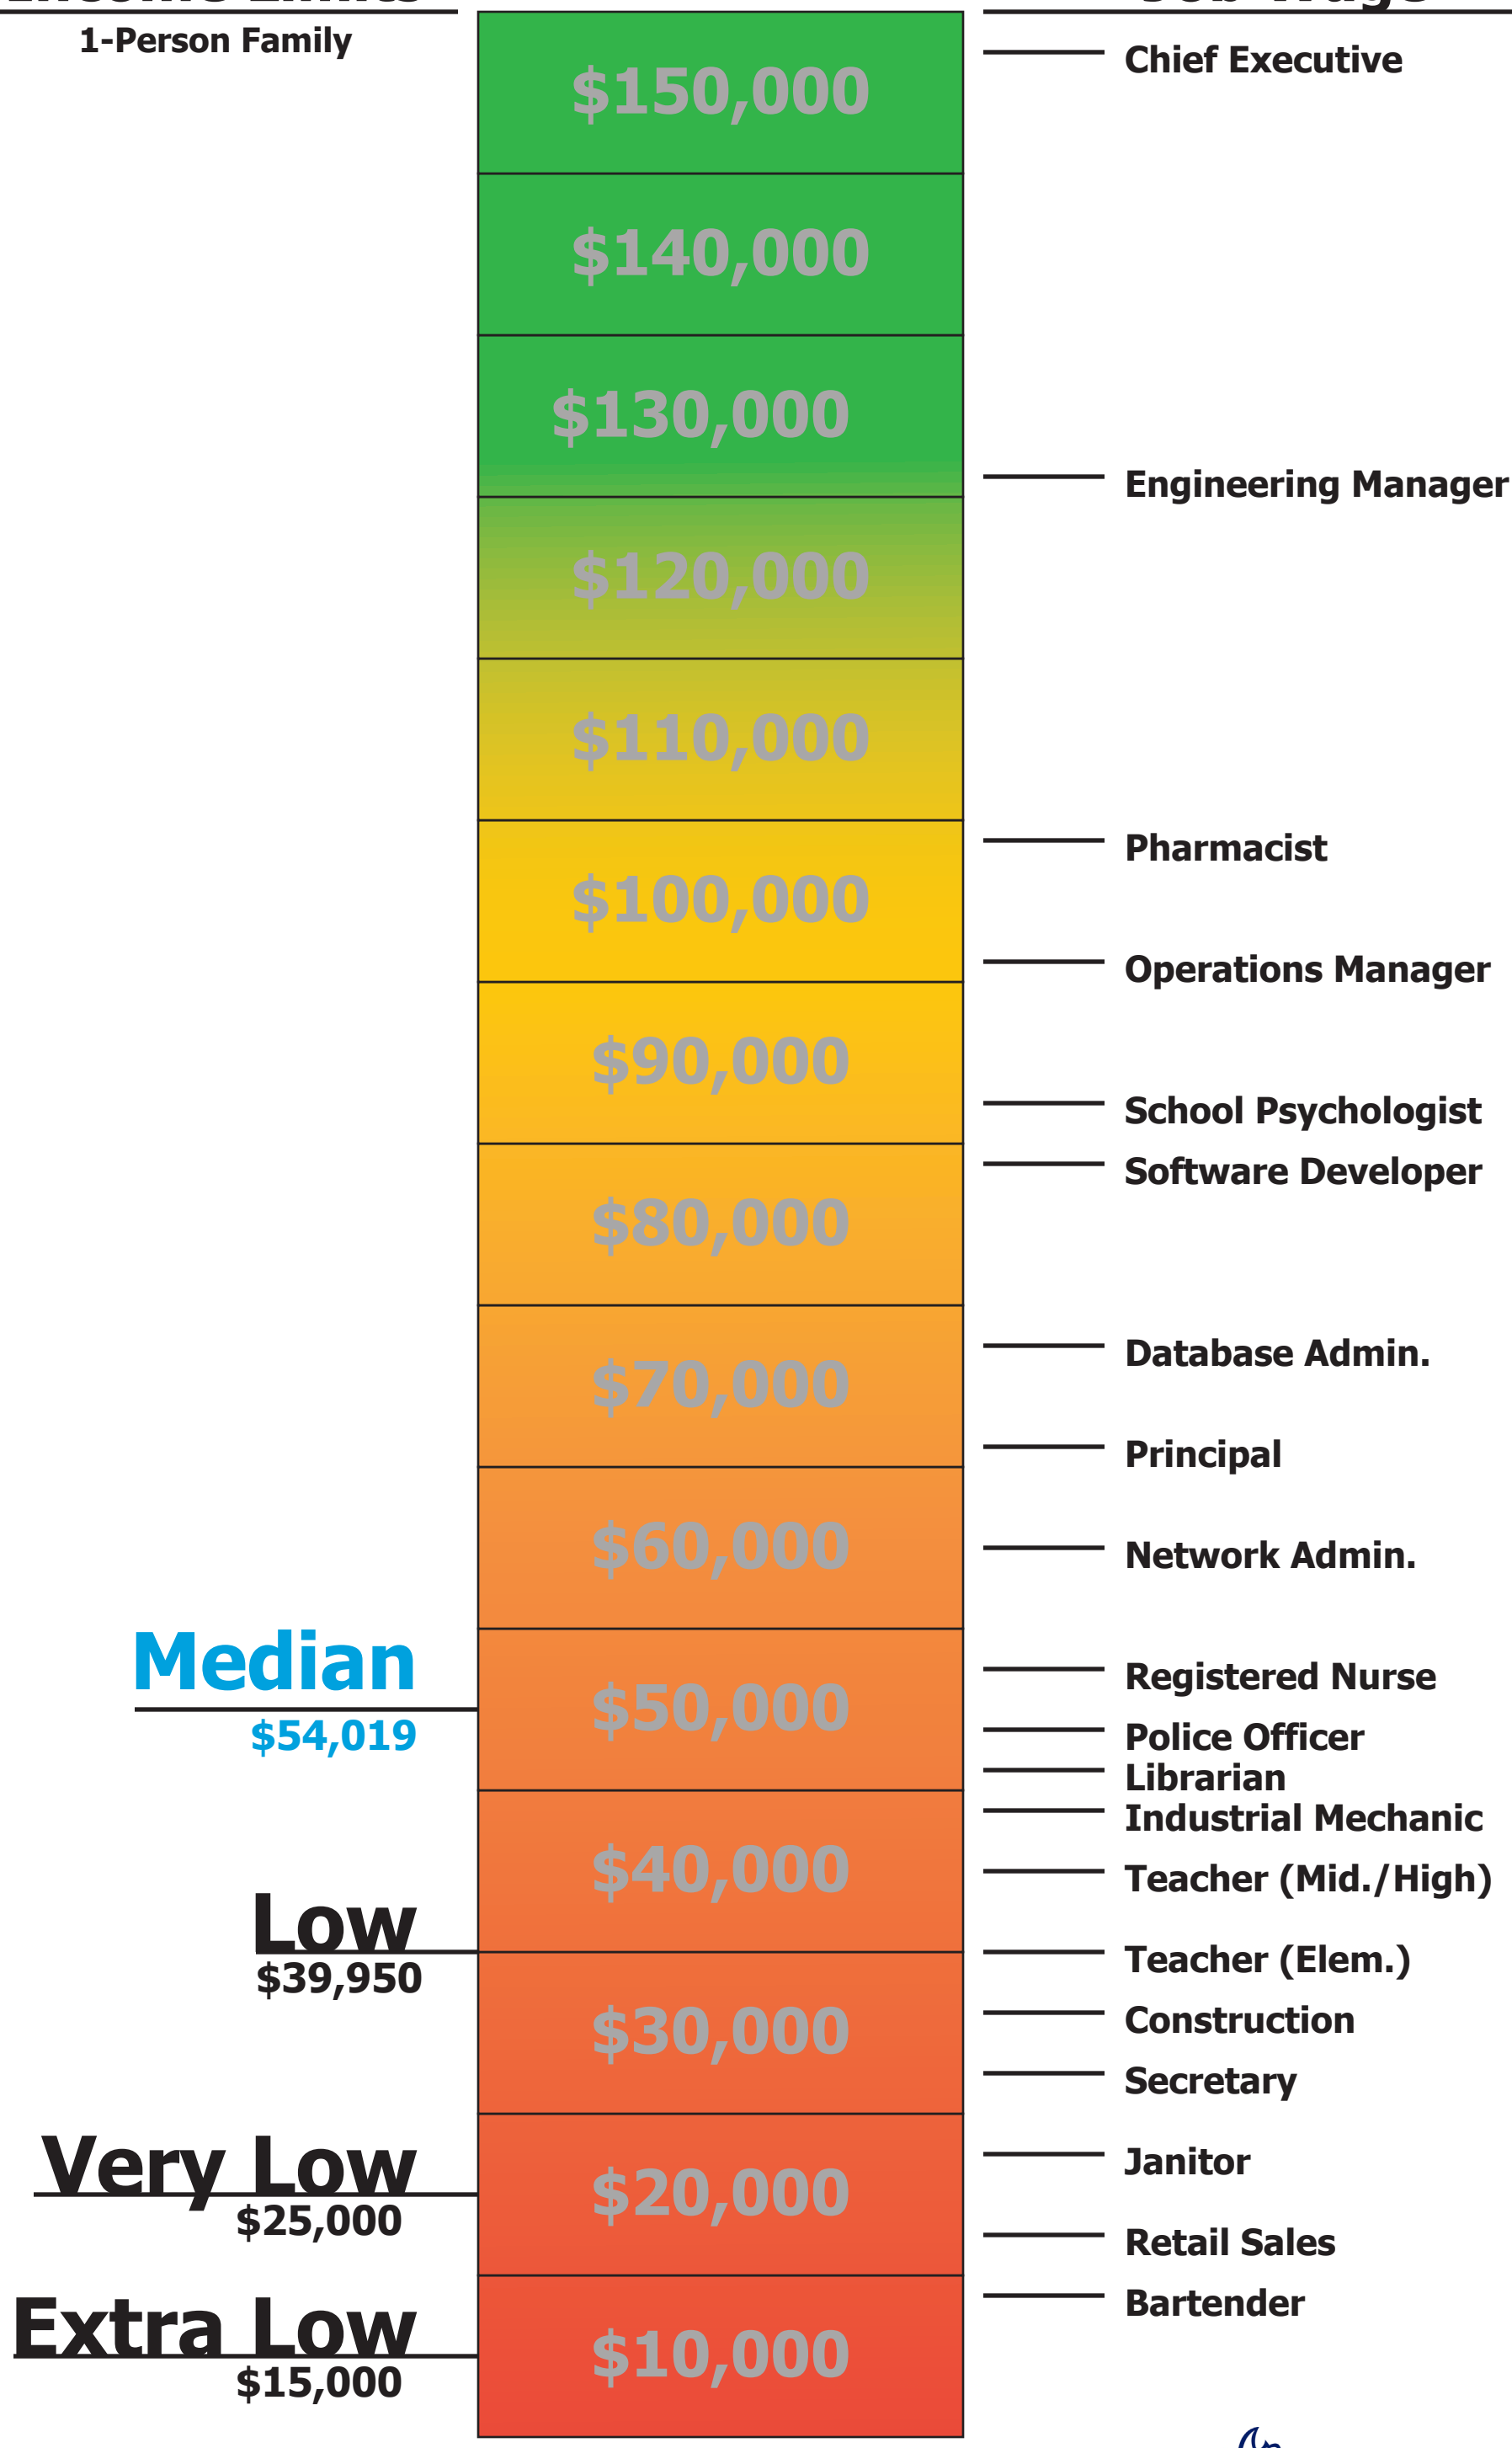 Income Limits
Job Wage
1-Person Family
Chief Executive
$150,000
$140,000
$130,000
Engineering Manager
$120,000
$110,000
Pharmacist
$100,000
Operations Manager
$90,000
School Psychologist
Software Developer
$80,000
Database Admin.
$70,000
Principal
$60,000
Network Admin.
Median
$54,019
Registered Nurse
$50,000
Police Officer
Librarian
Industrial Mechanic
$40,000
Teacher (Mid./High)
Low
$39,950
Teacher (Elem.)
Construction
$30,000
Secretary
Very Low
$25,000
Janitor
$20,000
Retail Sales
Extra Low
$15,000
Bartender
$10,000